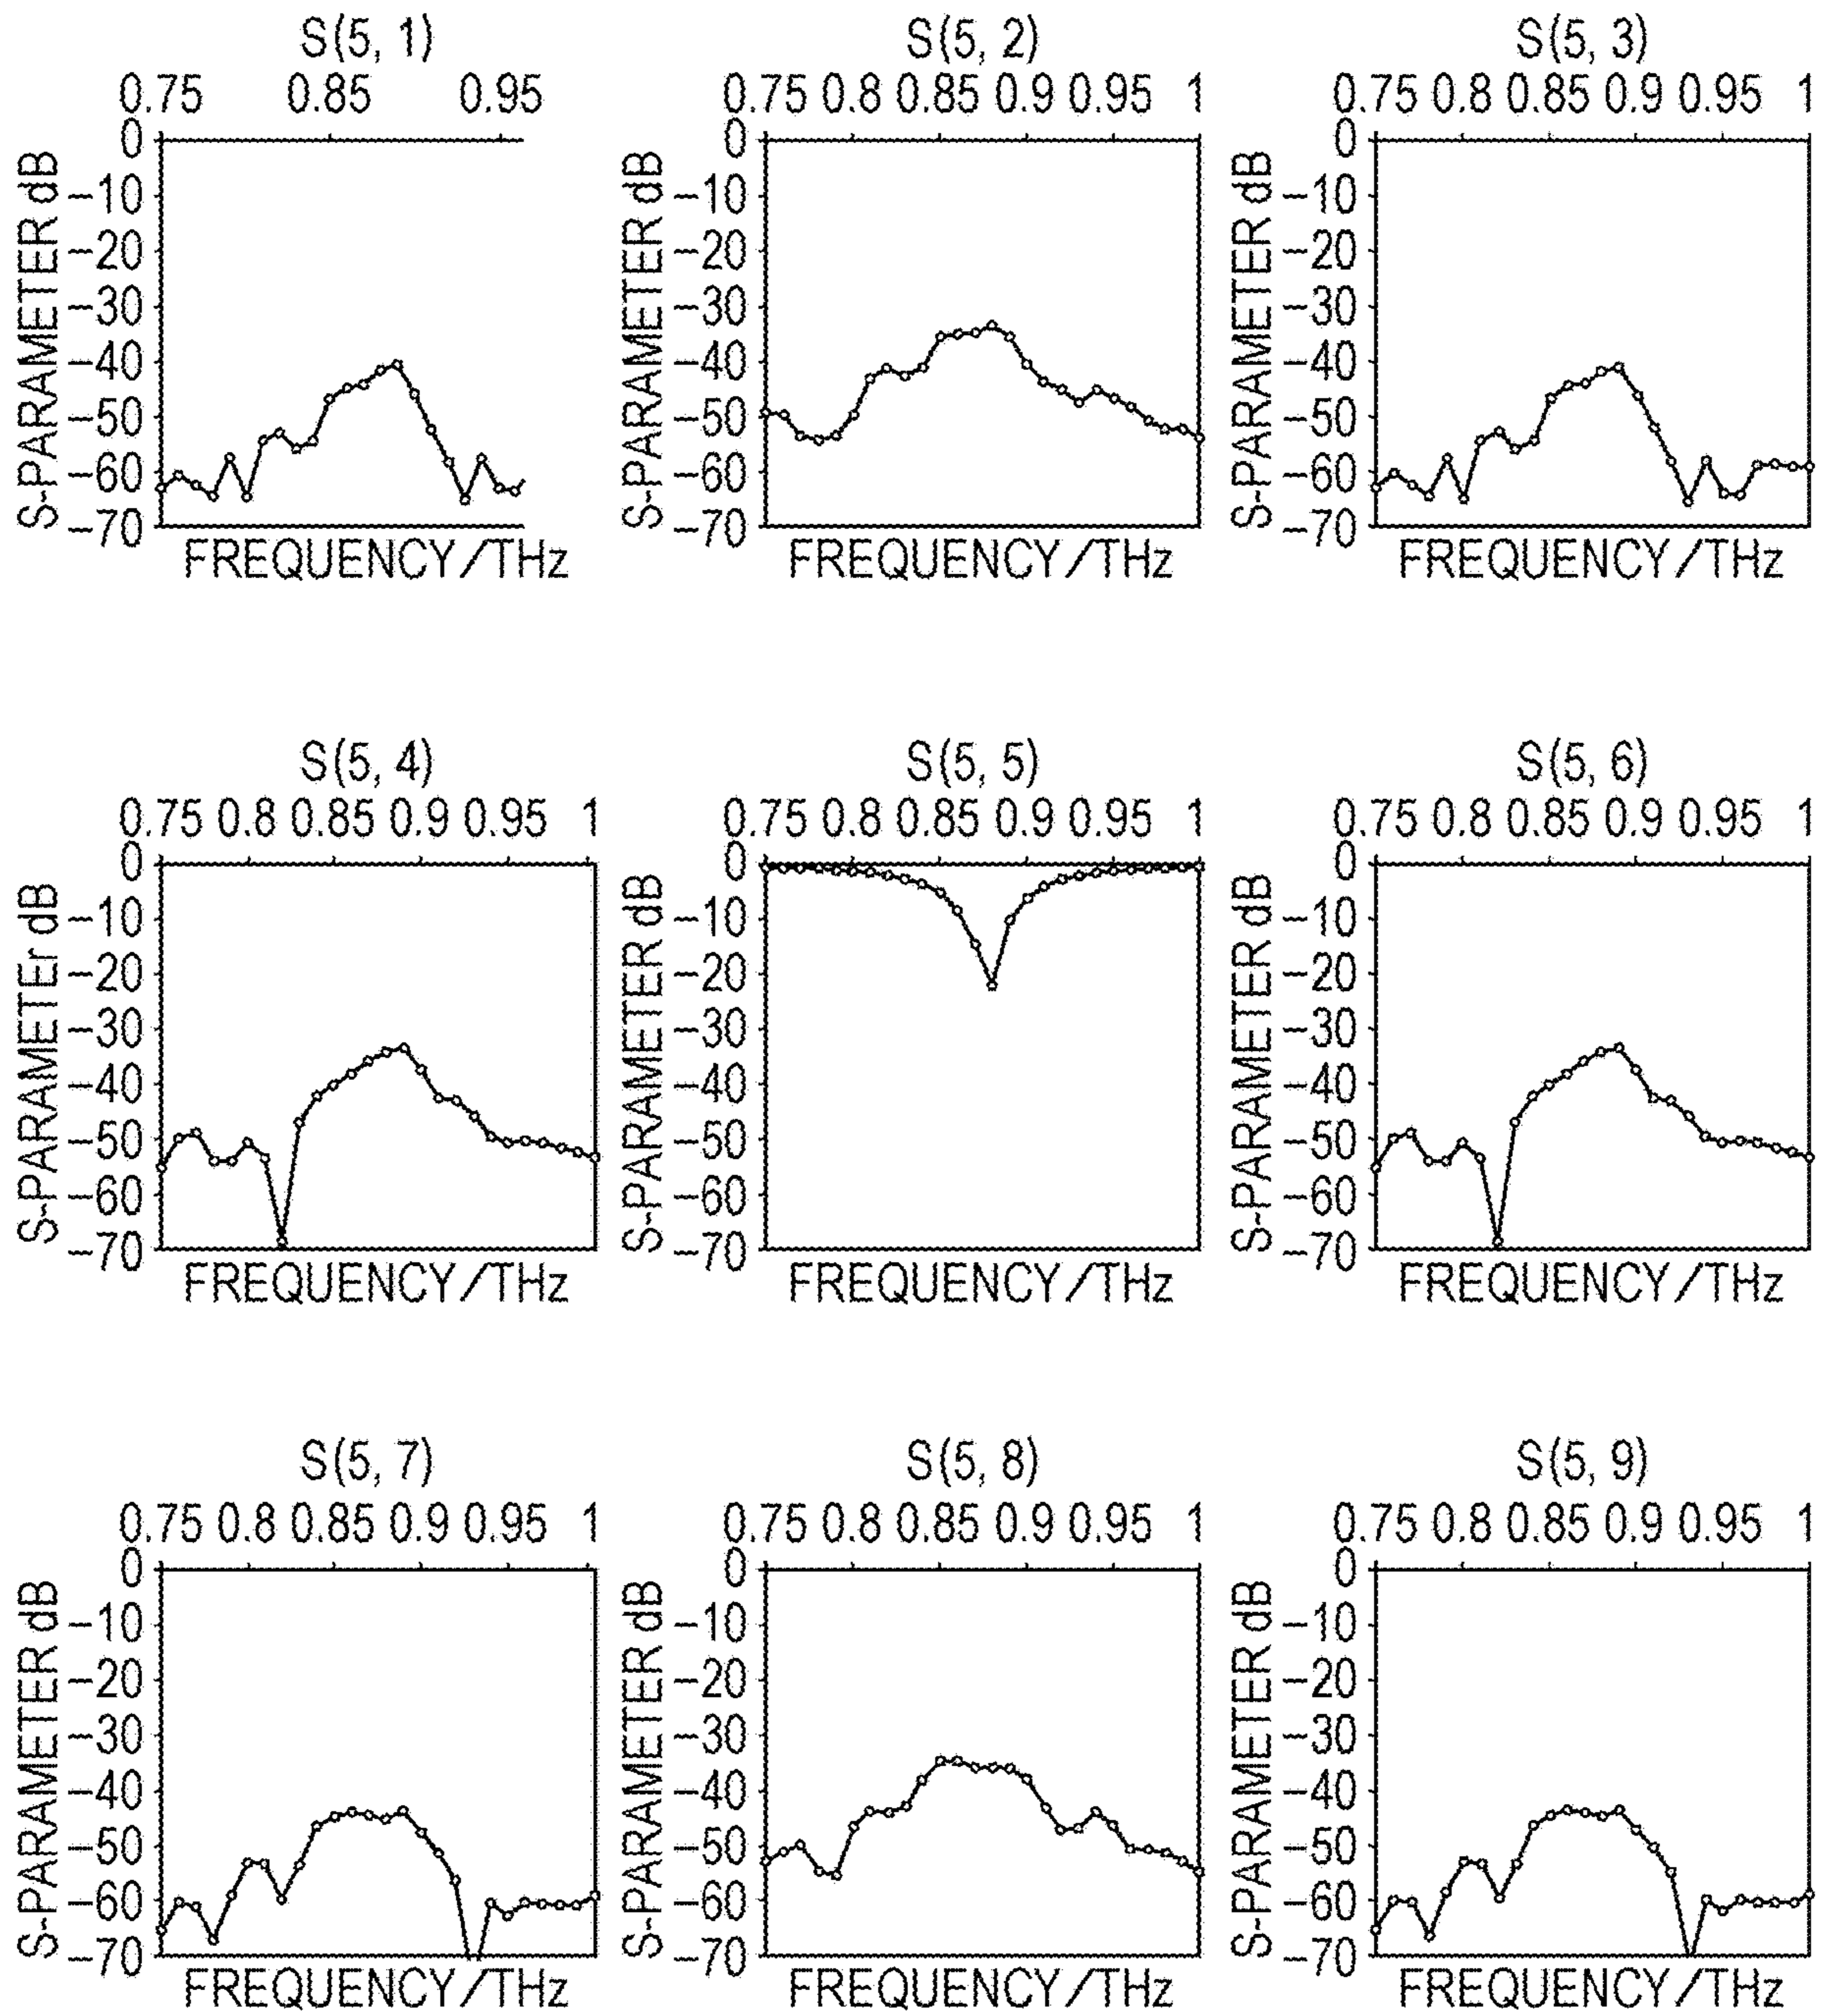 S(5, 1)
0.75 0.85 0.95
0
−10
−20
−30
−40
−50
−60
−70
S-PARAMETER dB
FREQUENCY/THz
S(5, 2)
0.75 0.8 0.85 0.9 0.95 1
0
−10
−20
−30
−40
−50
−60
−70
S-PARAMETER dB
FREQUENCY/THz
S(5, 3)
0.75 0.8 0.85 0.9 0.95 1
0
−10
−20
−30
−40
−50
−60
−70
S-PARAMETER dB
FREQUENCY/THz
S(5, 4)
0.75 0.8 0.85 0.9 0.95 1
0
−10
−20
−30
−40
−50
−60
−70
S-PARAMETEr dB
FREQUENCY/THz
S(5, 5)
0.75 0.8 0.85 0.9 0.95 1
0
−10
−20
−30
−40
−50
−60
−70
S-PARAMETER dB
FREQUENCY/THz
S(5, 6)
0.75 0.8 0.85 0.9 0.95 1
0
−10
−20
−30
−40
−50
−60
−70
S-PARAMETER dB
FREQUENCY/THz
S(5, 7)
0.75 0.8 0.85 0.9 0.95 1
0
−10
−20
−30
−40
−50
−60
−70
S-PARAMETER dB
FREQUENCY/THz
S(5, 8)
0.75 0.8 0.85 0.9 0.95 1
0
−10
−20
−30
−40
−50
−60
−70
S-PARAMETER dB
FREQUENCY/THz
S(5, 9)
0.75 0.8 0.85 0.9 0.95 1
0
−10
−20
−30
−40
−50
−60
−70
S-PARAMETER dB
FREQUENCY/THz